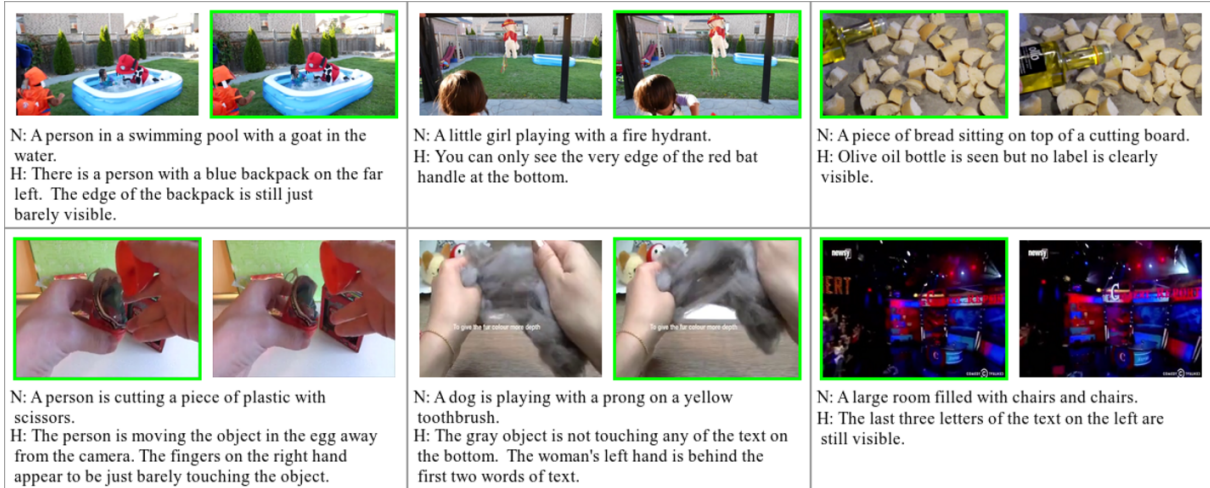 N: A person in a swimming pool with a goat in the
water.
H: There is a person with a blue backpack on the far
left.  The edge of the backpack is still just
barely visible.
N: A little girl playing with a fire hydrant.
H: You can only see the very edge of the red bat
handle at the bottom.
N: A piece of bread sitting on top of a cutting board.
H: Olive oil bottle is seen but no label is clearly
visible.
newsy
ERT
newsy
To give the fur colour more depth
To give the fur colour more depth
COMEDY CENTRAL
COMEDY CENTRAL
N: A person is cutting a piece of plastic with
scissors.
H: The person is moving the object in the egg away
from the camera. The fingers on the right hand
appear to be just barely touching the object.
N: A dog is playing with a prong on a yellow
toothbrush.
H: The gray object is not touching any of the text on
the bottom.  The woman's left hand is behind the
first two words of text.
N: A large room filled with chairs and chairs.
H: The last three letters of the text on the left are
still visible.